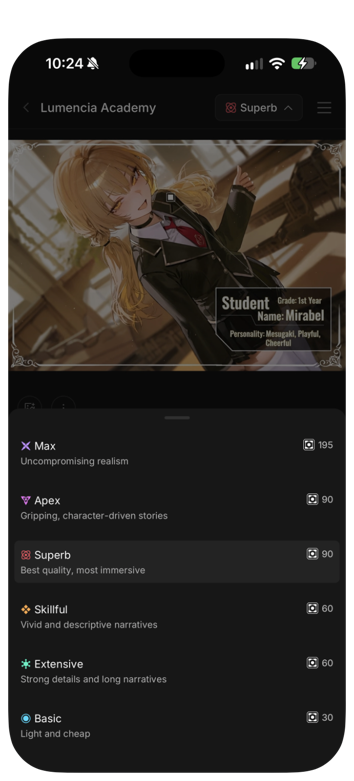 10:24
Lumencia Academy
Superb
Student
Grade: 1st Year
Name: Mirabel
Personality: Mesugaki, Playful,
Cheerful
Max
195
Uncompromising realism
Apex
90
Gripping, character-driven stories
Superb
90
Best quality, most immersive
Skillful
60
Vivid and descriptive narratives
Extensive
60
Strong details and long narratives
Basic
30
Light and cheap